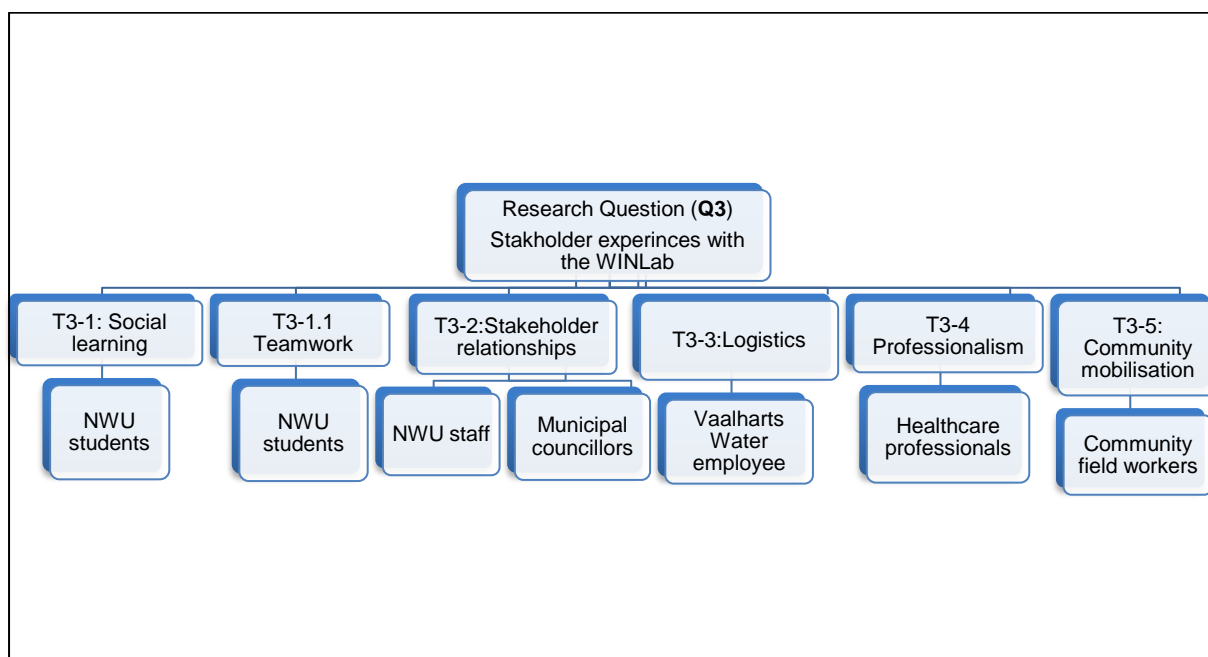 Research Question (Q3)
Stakholder experinces with
the WINLab
T3-1: Social
learning
T3-1.1
Teamwork
T3-2:Stakeholder
relationships
T3-3:Logistics
T3-4
Professionalism
T3-5:
Community
mobilisation
NWU
students
NWU
students
NWU staff
Municipal
councillors
Vaalharts
Water
employee
Healthcare
professionals
Community
field workers